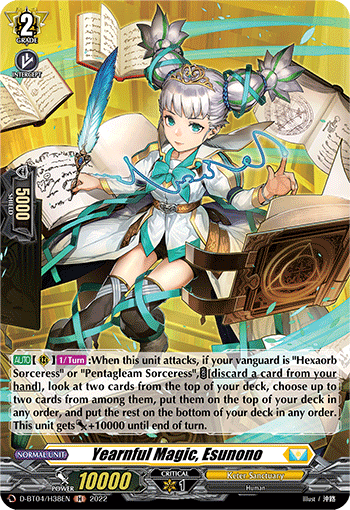 2
GRADE
INTERCEPT
5000
SHIELD
AUTO 1/Turn :When this unit attacks, if your vanguard is "Hexaorb
Sorceress" or "Pentagleam Sorceress", [discard a card from your
hand], look at two cards from the top of your deck, choose up to
two cards from among them, put them on the top of your deck in
any order, and put the rest on the bottom of your deck in any order.
This unit gets +10000 until end of turn.
NORMAL UNIT
Yearnful Magic, Esunono
POWER 10000
CRITICAL
1
Keter Sanctuary
Human
D-BT04/H38EN H 2022
Illust / 沖鵺